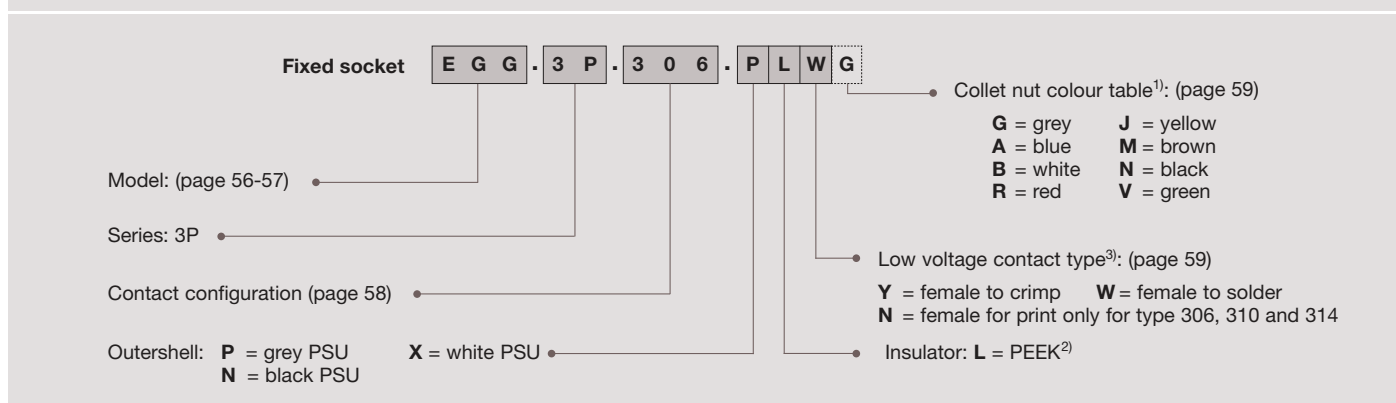 Fixed socket E G G . 3 P . 3 0 6 . P L W G
Collet nut colour table1): (page 59)
G = grey J = yellow
A = blue M = brown
B = white N = black
R = red V = green
Model: (page 56-57)
Series: 3P
Low voltage contact type3): (page 59)
Y = female to crimp W = female to solder
N = female for print only for type 306, 310 and 314
Contact configuration (page 58)
Outershell: P = grey PSU X = white PSU
N = black PSU
Insulator: L = PEEK2)